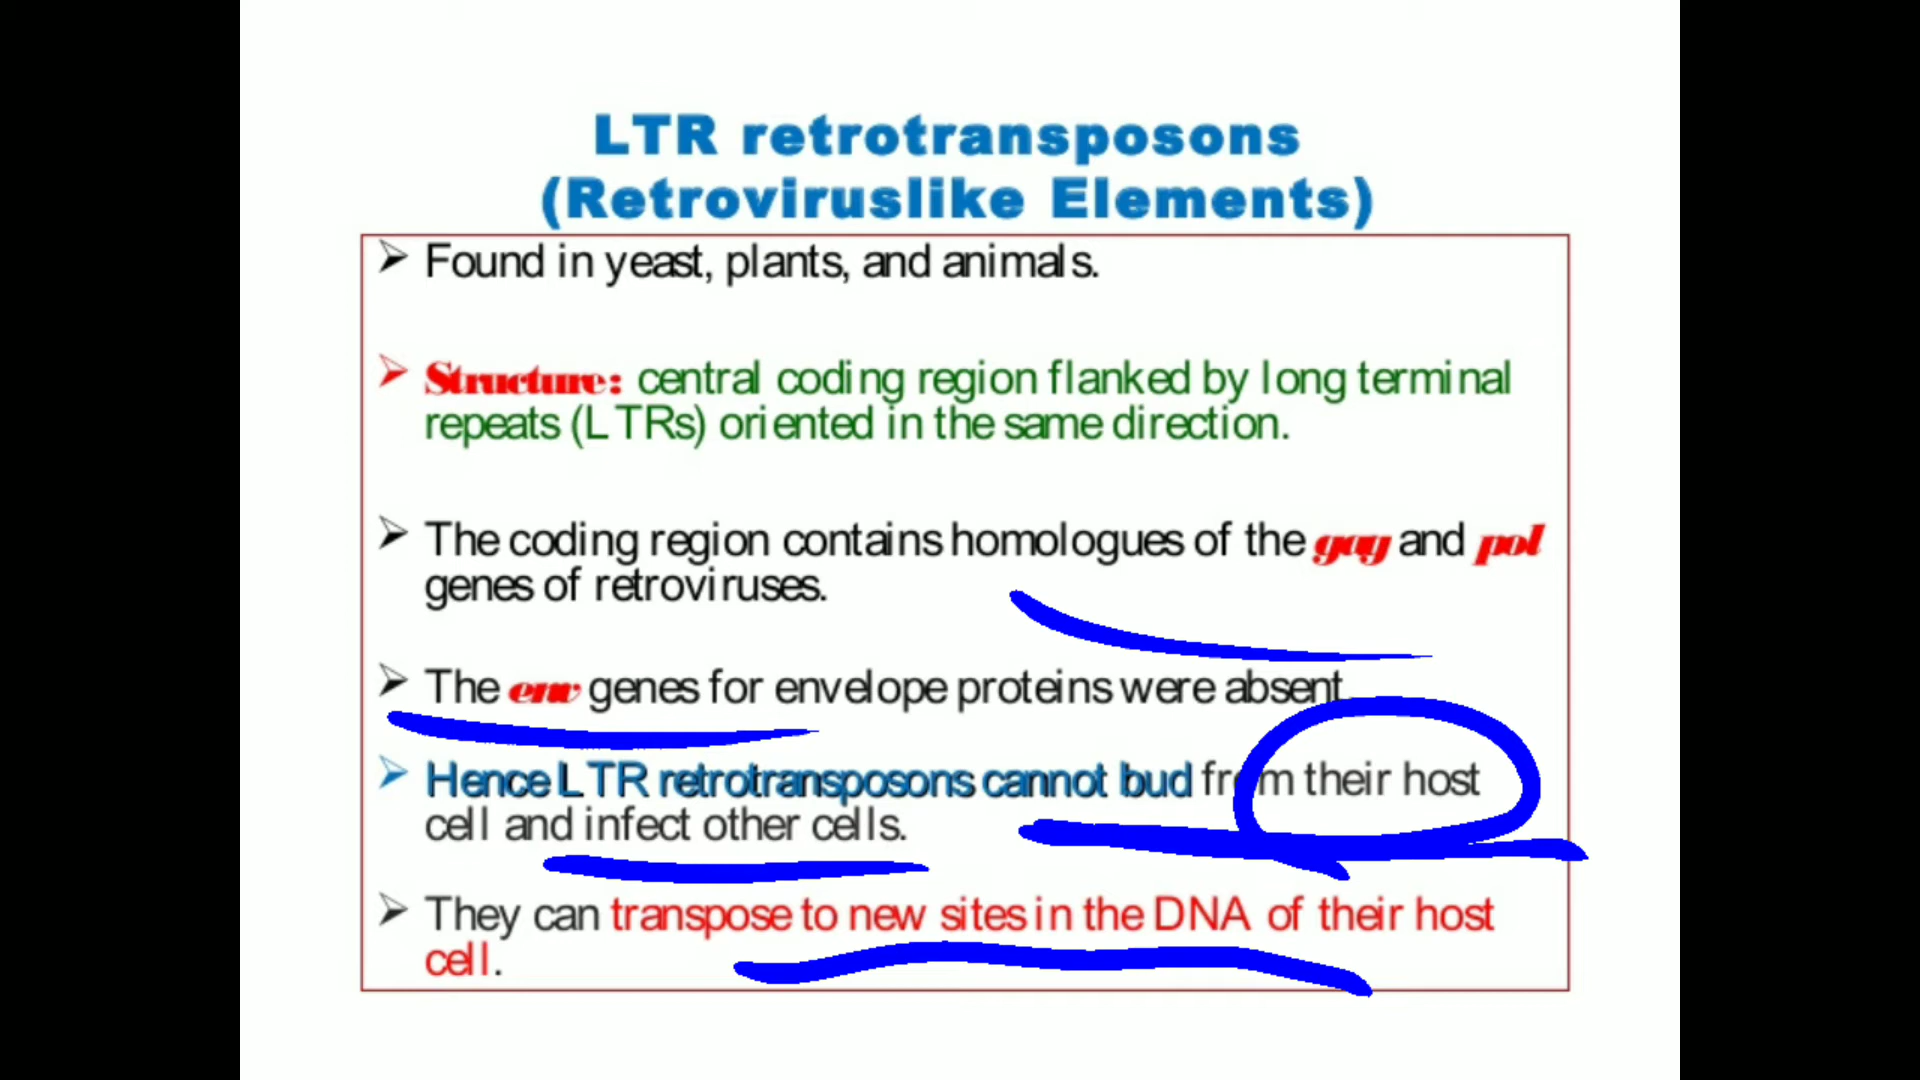 LTR retrotransposons
(Retroviruslike Elements)
Found in yeast, plants, and animals.
Structure: central coding region flanked by long terminal
repeats (LTRs) oriented in the same direction.
The coding region contains homologues of the gag and pol
genes of retroviruses.
The env genes for envelope proteins were absent.
Hence LTR retrotransposons cannot bud from their host
cell and infect other cells.
They can transpose to new sites in the DNA of their host
cell.